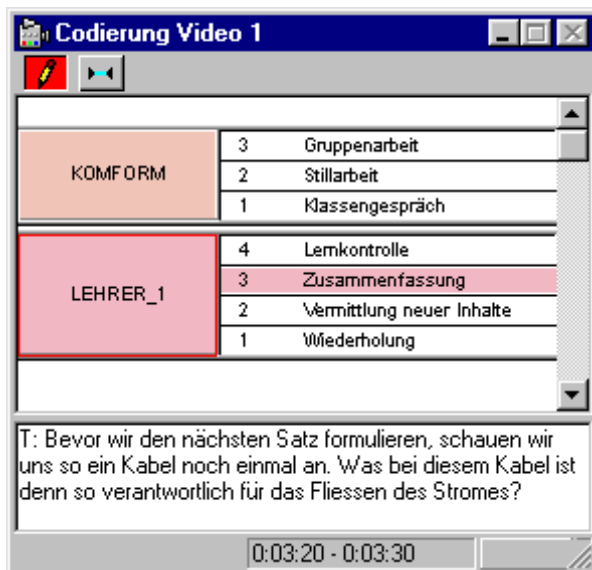 Codierung Video 1
KOMFORM
3 Gruppenarbeit
2 Stillarbeit
1 Klassengespräch
LEHRER_1
4 Lernkontrolle
3 Zusammenfassung
2 Vermittlung neuer Inhalte
1 Wiederholung
T: Bevor wir den nächsten Satz formulieren, schauen wir
uns so ein Kabel noch einmal an. Was bei diesem Kabel ist
denn so verantwortlich für das Fliessen des Stromes?
0:03:20 - 0:03:30